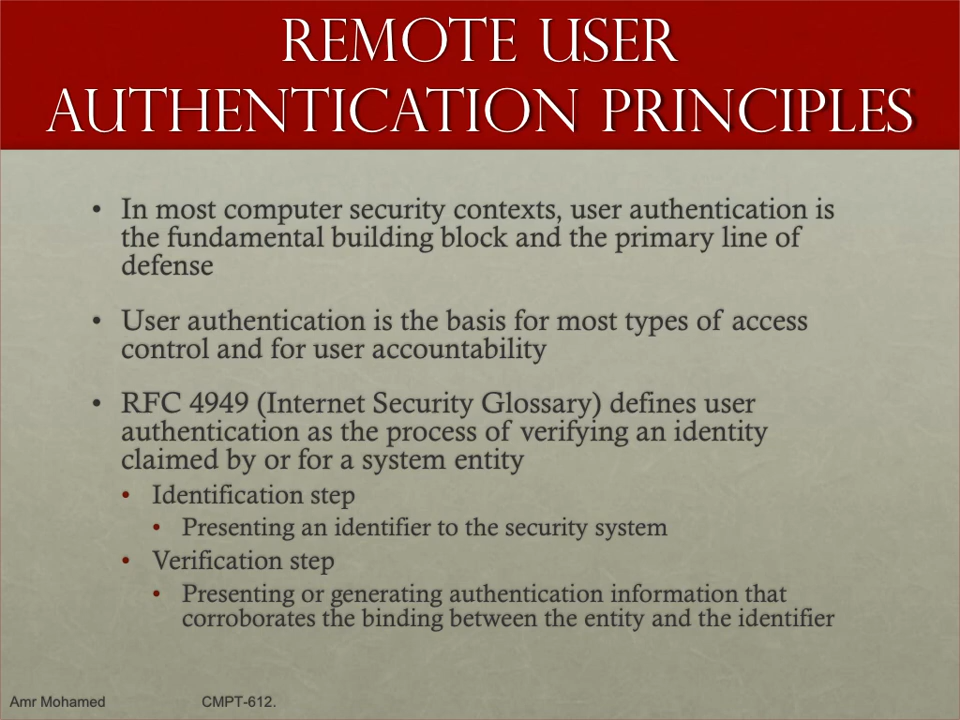 REMOTE USER
AUTHENTICATION PRINCIPLES
• In most computer security contexts, user authentication is
the fundamental building block and the primary line of
defense
• User authentication is the basis for most types of access
control and for user accountability
• RFC 4949 (Internet Security Glossary) defines user
authentication as the process of verifying an identity
claimed by or for a system entity
• Identification step
• Presenting an identifier to the security system
• Verification step
• Presenting or generating authentication information that
corroborates the binding between the entity and the identifier
Amr Mohamed CMPT-612.